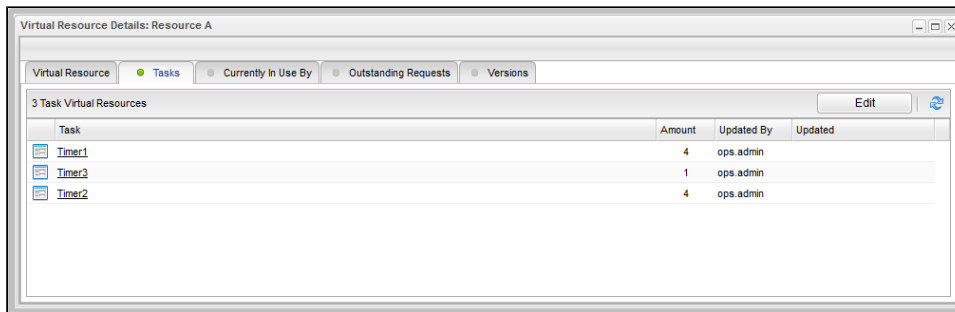 Virtual Resource Details: Resource A
Virtual Resource Tasks Currently In Use By Outstanding Requests Versions
3 Task Virtual Resources Edit
Task Amount Updated By Updated
Timer1 4 ops.admin
Timer3 1 ops.admin
Timer2 4 ops.admin